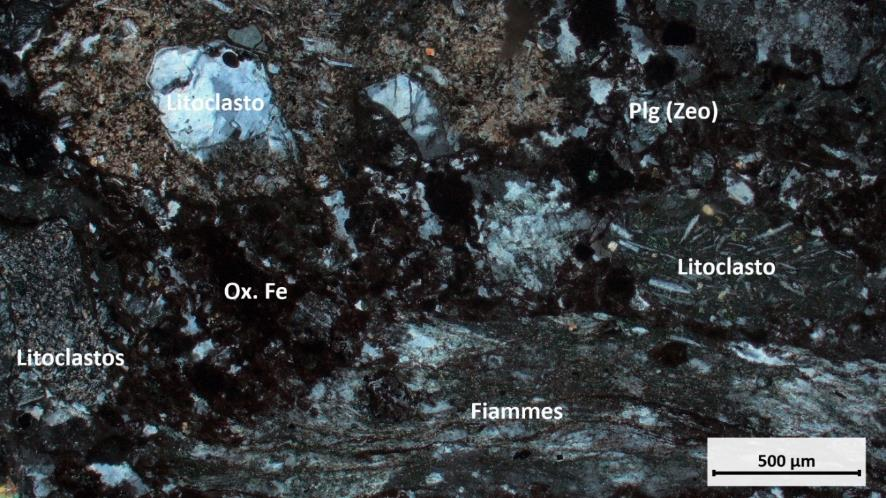 Litoclasto
Plg (Zeo)
Litoclasto
Ox. Fe
Litoclastos
Fiammes
500 µm